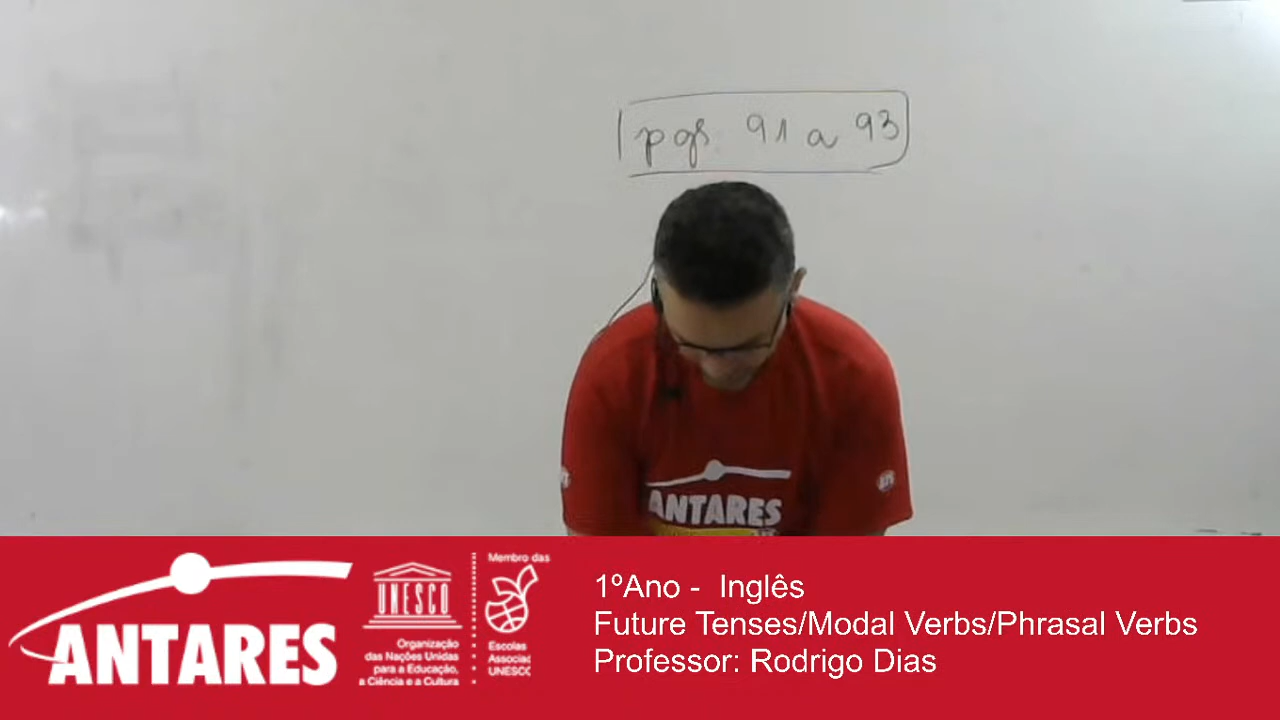 pgs 91 a 93
ANTARES
ANTARES
UNESCO
Organização
das Nações Unidas
para a Educação,
a Ciência e a Cultura
Membro das
Escolas
Associad
UNESCO
1ºAno - Inglês
Future Tenses/Modal Verbs/Phrasal Verbs
Professor: Rodrigo Dias